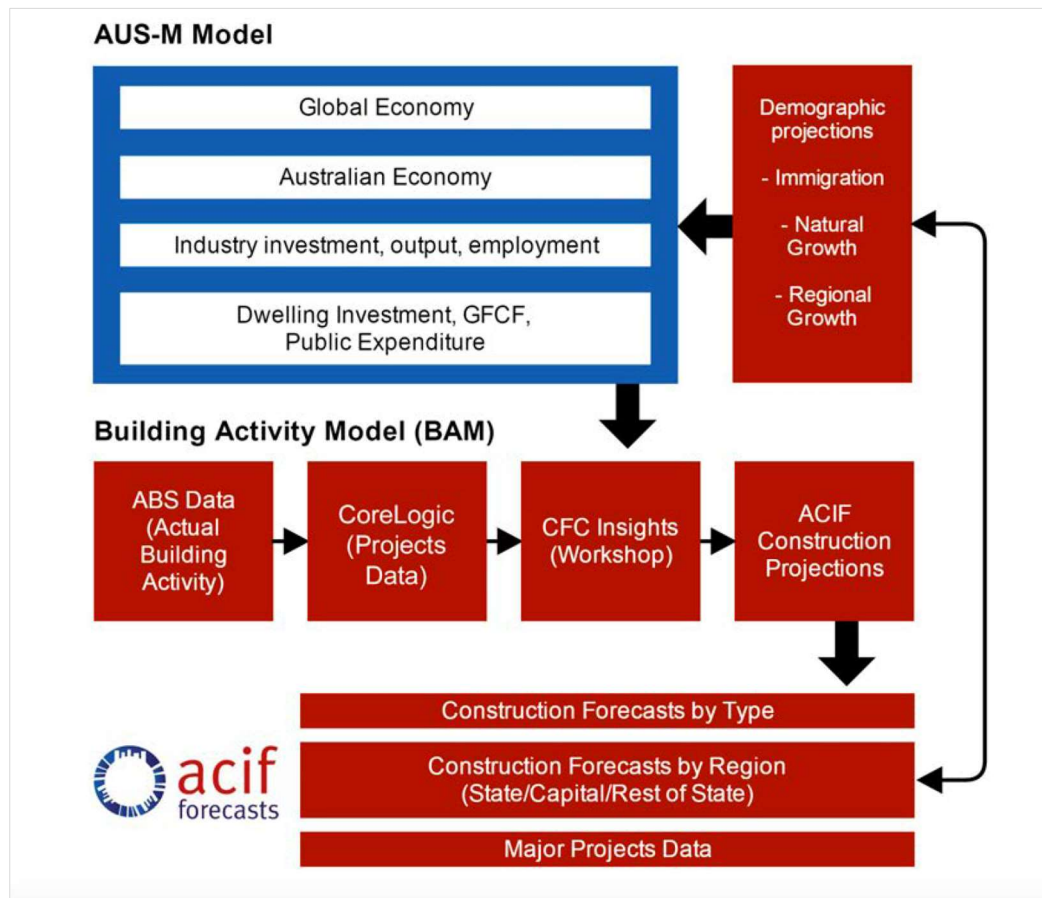 AUS-M Model
Global Economy
Australian Economy
Industry investment, output, employment
Dwelling Investment, GFCF,
Public Expenditure
Demographic
projections
- Immigration
- Natural
Growth
- Regional
Growth
Building Activity Model (BAM)
ABS Data
(Actual
Building
Activity)
CoreLogic
(Projects
Data)
CFC Insights
(Workshop)
ACIF
Construction
Projections
Construction Forecasts by Type
Construction Forecasts by Region
(State/Capital/Rest of State)
Major Projects Data
acif
forecasts